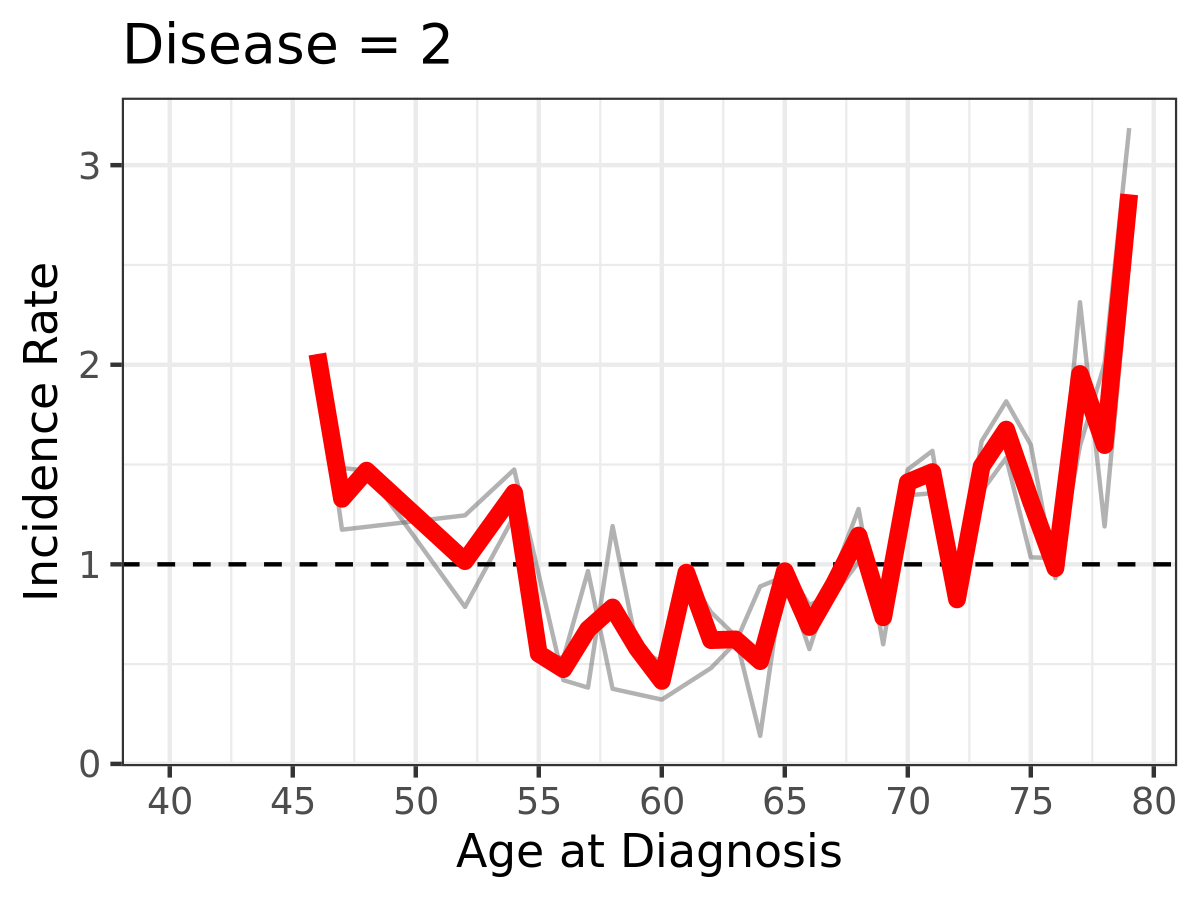 Disease = 2
Incidence Rate
3
2
1
0
40 45 50 55 60 65 70 75 80
Age at Diagnosis